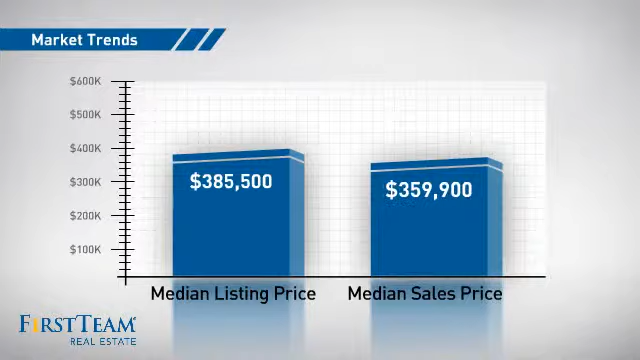 Market Trends
$600K
$500K
$400K
$300K
$200K
$100K
$385,500
$359,900
Median Listing Price
Median Sales Price
FIRSTTEAM®
REAL ESTATE